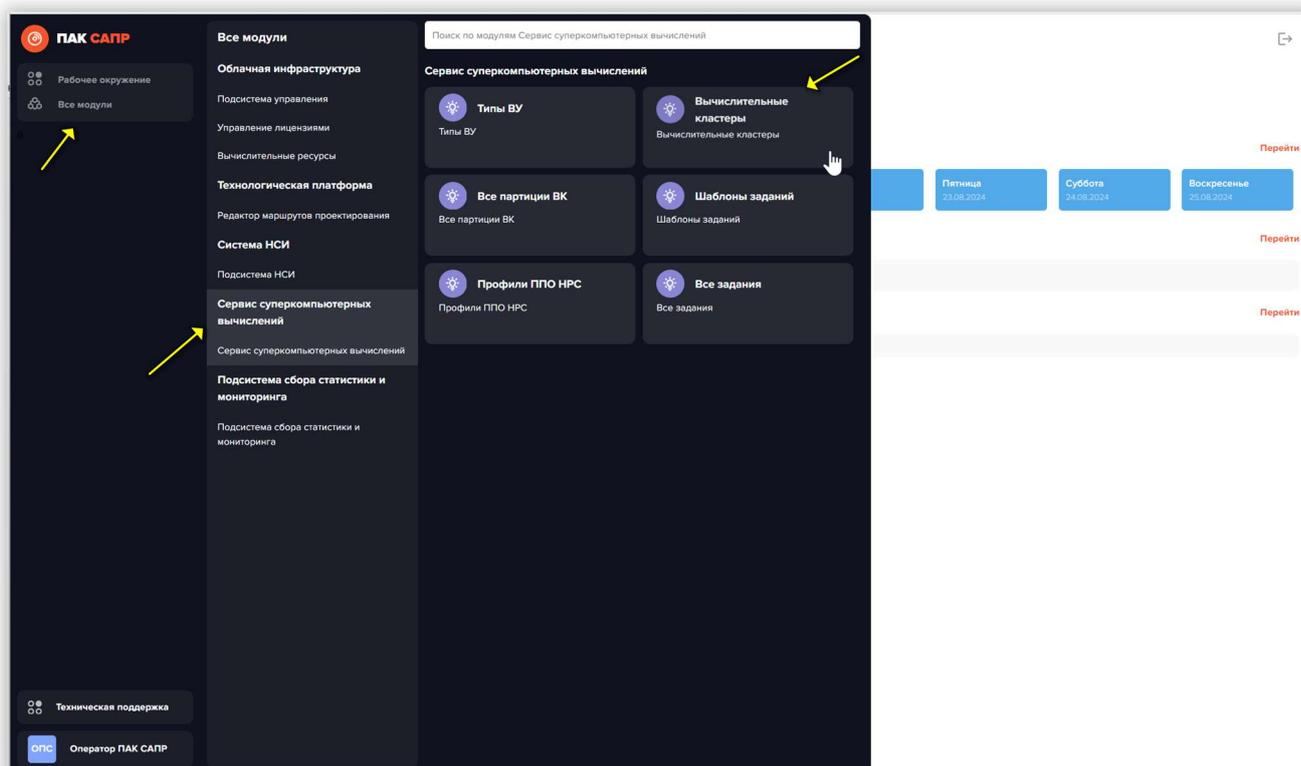 ПАК САПР
Рабочее окружение
Все модули
Техническая поддержка
ОПС
Оператор ПАК САПР
Все модули
Облачная инфраструктура
Подсистема управления
Управление лицензиями
Вычислительные ресурсы
Технологическая платформа
Редактор маршрутов проектирования
Система НСИ
Подсистема НСИ
Сервис суперкомпьютерных
вычислений
Сервис суперкомпьютерных вычислений
Подсистема сбора статистики и
мониторинга
Подсистема сбора статистики и
мониторинга
Поиск по модулям Сервис суперкомпьютерных вычислений
Сервис суперкомпьютерных вычислений
Типы ВУ
Типы ВУ
Вычислительные
кластеры
Вычислительные кластеры
Все партиции ВК
Все партиции ВК
Шаблоны заданий
Шаблоны заданий
Профили ППО НРС
Профили ППО НРС
Все задания
Все задания
Перейти
Пятница
23.08.2024
Суббота
24.08.2024
Воскресенье
25.08.2024
Перейти
Перейти